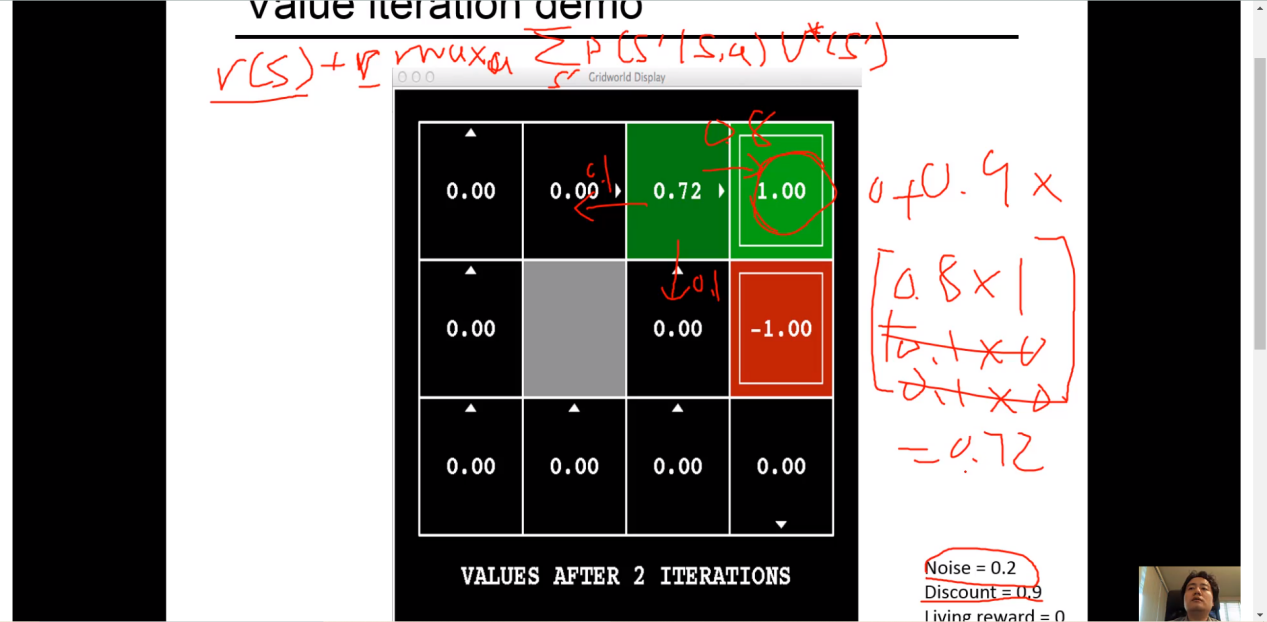 Value iteration demo
r(s) + γ max_a Σ_s' P(s'|s,a) U*(s')
Gridworld Display
0.8
0.00 0.00 0.1 0.72 1.00
0 + 0.9 x
0.1
0.00 0.00 -1.00
[0.8 x 1
+0.1 x 0
0.1 x 0]
= 0.72
0.00 0.00 0.00 0.00
VALUES AFTER 2 ITERATIONS
Noise = 0.2
Discount = 0.9
Living reward = 0